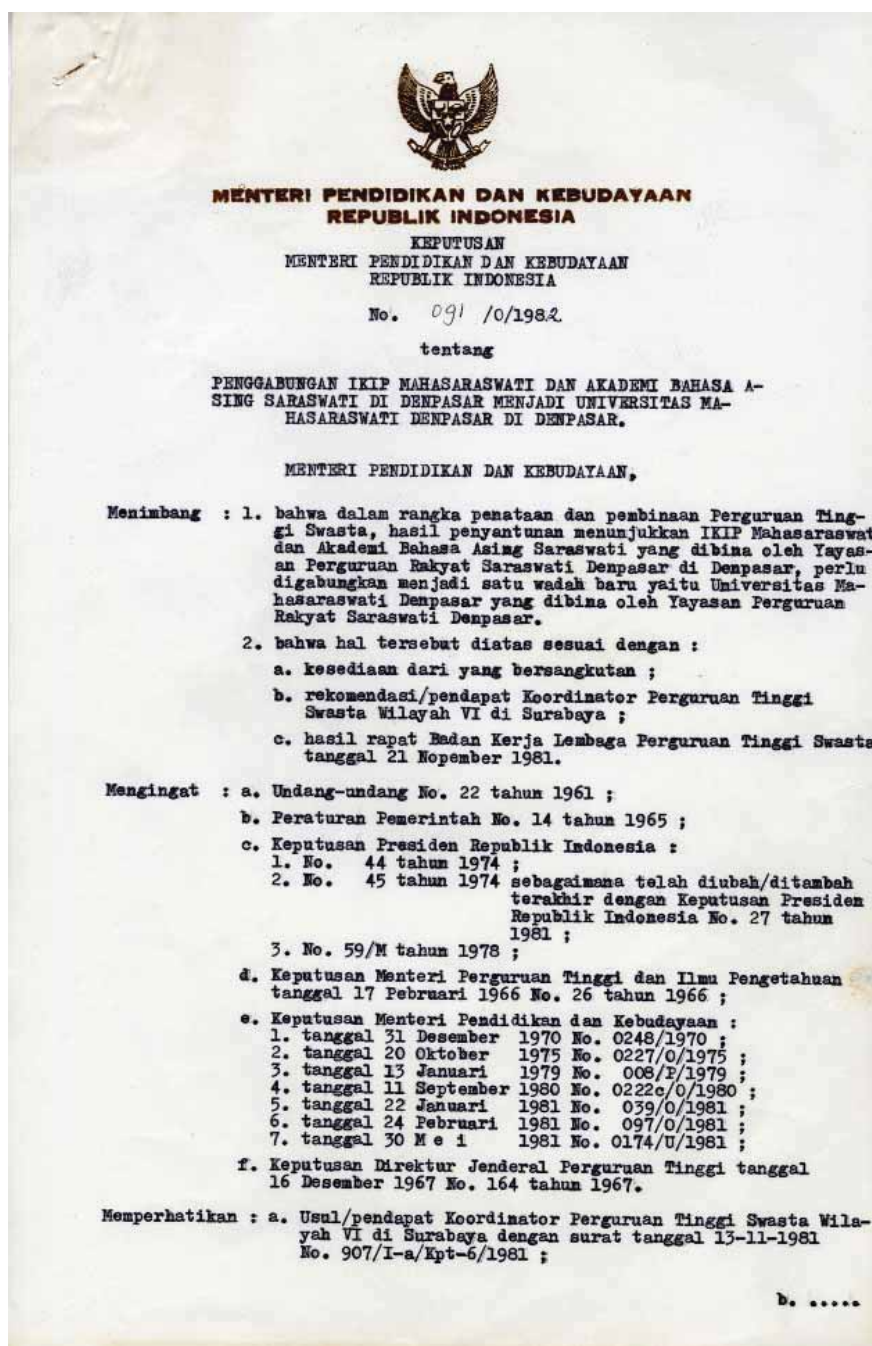 MENTERI PENDIDIKAN DAN KEBUDAYAAN
REPUBLIK INDONESIA
KEPUTUSAN
MENTERI PENDIDIKAN DAN KEBUDAYAAN
REPUBLIK INDONESIA
No. 091 /0/1982
tentang
PENGGABUNGAN IKIP MAHASARASWATI DAN AKADEMI BAHASA A-
SING SARASWATI DI DENPASAR MENJADI UNIVERSITAS MA-
HASARASWATI DENPASAR DI DENPASAR.
MENTERI PENDIDIKAN DAN KEBUDAYAAN,
Menimbang : 1. bahwa dalam rangka penataan dan pembinaan Perguruan Ting-
gi Swasta, hasil penyantunan menunjukkan IKIP Mahasaraswat
dan Akademi Bahasa Asing Saraswati yang dibina oleh Yayas-
an Perguruan Rakyat Saraswati Denpasar di Denpasar, perlu
digabungkan menjadi satu wadah baru yaitu Universitas Ma-
hasaraswati Denpasar yang dibina oleh Yayasan Perguruan
Rakyat Saraswati Denpasar.
2. bahwa hal tersebut diatas sesuai dengan :
a. kesediaan dari yang bersangkutan ;
b. rekomendasi/pendapat Koordinator Perguruan Tinggi
Swasta Wilayah VI di Surabaya ;
c. hasil rapat Badan Kerja Lembaga Perguruan Tinggi Swasta
tanggal 21 Nopember 1981.
Mengingat : a. Undang-undang No. 22 tahun 1961 ;
b. Peraturan Pemerintah No. 14 tahun 1965 ;
c. Keputusan Presiden Republik Indonesia :
1. No. 44 tahun 1974 ;
2. No. 45 tahun 1974 sebagaimana telah diubah/ditambah
terakhir dengan Keputusan Presiden
Republik Indonesia No. 27 tahun
1981 ;
3. No. 59/M tahun 1978 ;
d. Keputusan Menteri Perguruan Tinggi dan Ilmu Pengetahuan
tanggal 17 Pebruari 1966 No. 26 tahun 1966 ;
e. Keputusan Menteri Pendidikan dan Kebudayaan :
1. tanggal 31 Desember 1970 No. 0248/1970 ;
2. tanggal 20 Oktober 1975 No. 0227/0/1975 ;
3. tanggal 13 Januari 1979 No. 008/P/1979 ;
4. tanggal 11 September 1980 No. 0222c/0/1980 ;
5. tanggal 22 Januari 1981 No. 039/0/1981 ;
6. tanggal 24 Pebruari 1981 No. 097/0/1981 ;
7. tanggal 30 M e i 1981 No. 0174/U/1981 ;
f. Keputusan Direktur Jenderal Perguruan Tinggi tanggal
16 Desember 1967 No. 164 tahun 1967.
Memperhatikan : a. Usul/pendapat Koordinator Perguruan Tinggi Swasta Wila-
yah VI di Surabaya dengan surat tanggal 13-11-1981
No. 907/I-a/Kpt-6/1981 ;
b. .....